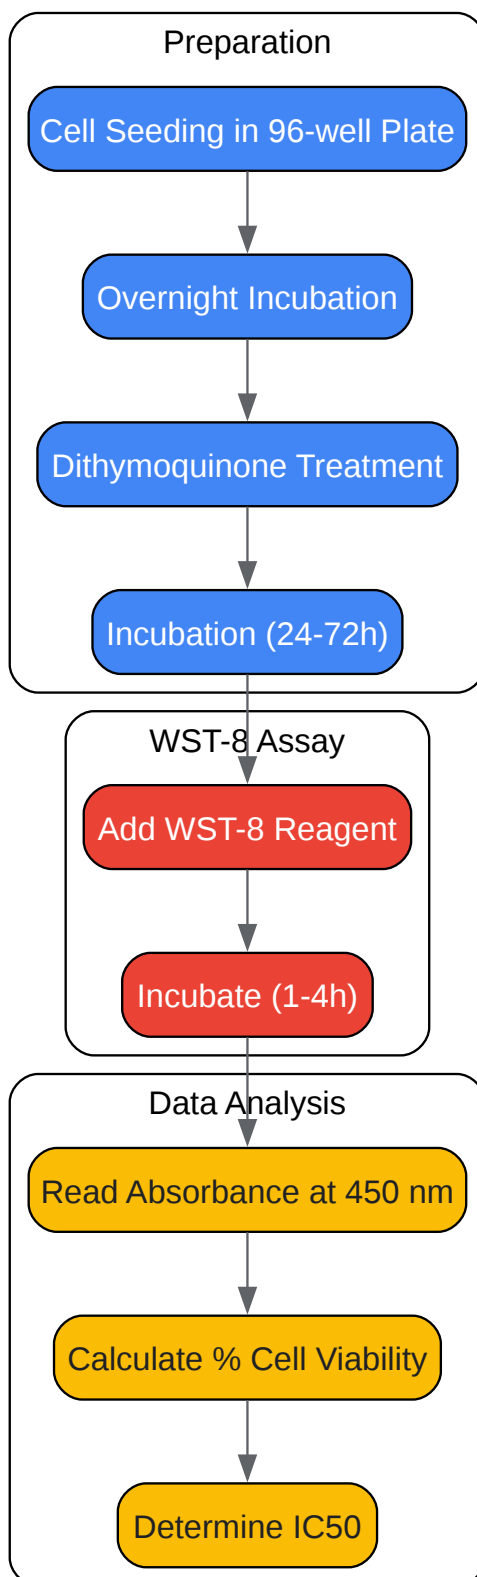 Preparation
Cell Seeding in 96-well Plate
Overnight Incubation
Dithymoquinone Treatment
Incubation (24-72h)
WST-8 Assay
Add WST-8 Reagent
Incubate (1-4h)
Data Analysis
Read Absorbance at 450 nm
Calculate % Cell Viability
Determine IC50